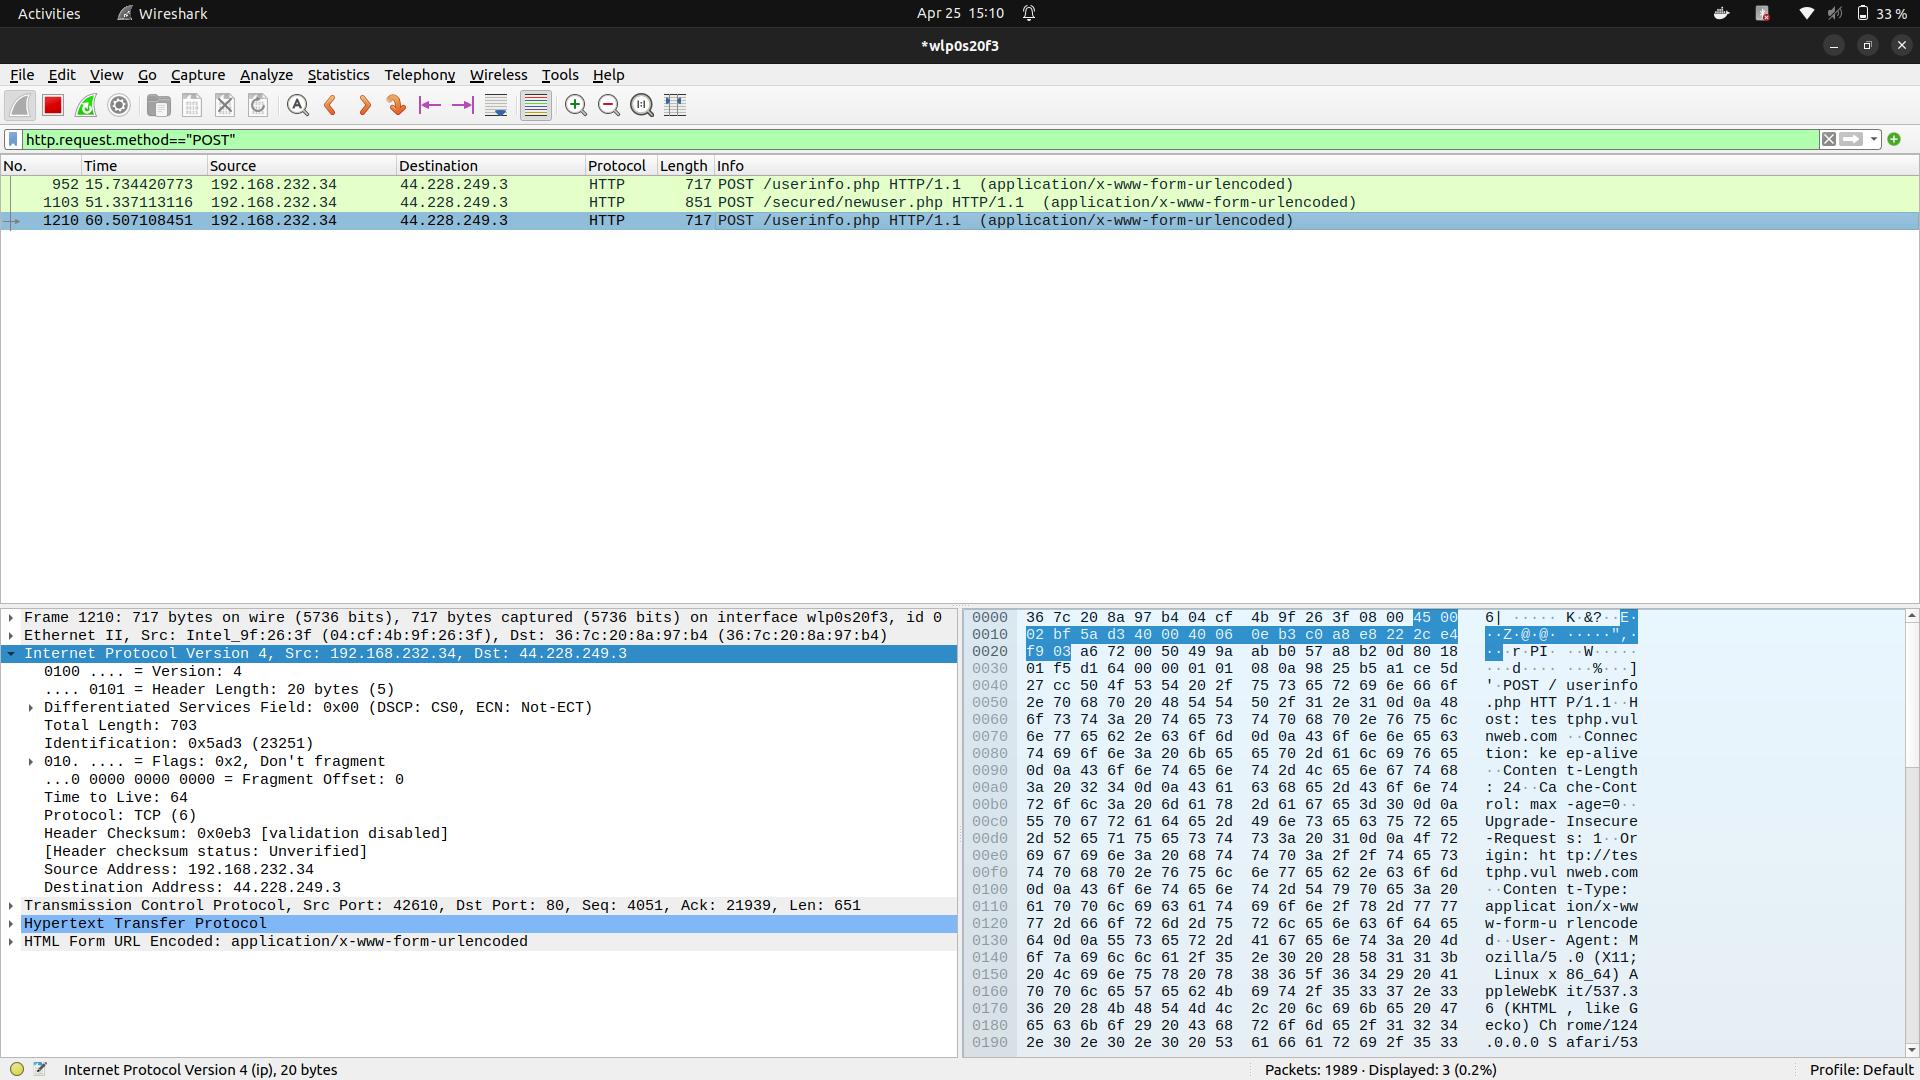 Activities Wireshark Apr 25 15:10 33 %
*wlp0s20f3
File Edit View Go Capture Analyze Statistics Telephony Wireless Tools Help
http.request.method=="POST"
No. Time Source Destination Protocol Length Info
952 15.734420773 192.168.232.34 44.228.249.3 HTTP 717 POST /userinfo.php HTTP/1.1 (application/x-www-form-urlencoded)
1103 51.337113116 192.168.232.34 44.228.249.3 HTTP 851 POST /secured/newuser.php HTTP/1.1 (application/x-www-form-urlencoded)
1210 60.507108451 192.168.232.34 44.228.249.3 HTTP 717 POST /userinfo.php HTTP/1.1 (application/x-www-form-urlencoded)
Frame 1210: 717 bytes on wire (5736 bits), 717 bytes captured (5736 bits) on interface wlp0s20f3, id 0
Ethernet II, Src: Intel_9f:26:3f (04:cf:4b:9f:26:3f), Dst: 36:7c:20:8a:97:b4 (36:7c:20:8a:97:b4)
Internet Protocol Version 4, Src: 192.168.232.34, Dst: 44.228.249.3
0100 .... = Version: 4
.... 0101 = Header Length: 20 bytes (5)
Differentiated Services Field: 0x00 (DSCP: CS0, ECN: Not-ECT)
Total Length: 703
Identification: 0x5ad3 (23251)
010. .... = Flags: 0x2, Don't fragment
...0 0000 0000 0000 = Fragment Offset: 0
Time to Live: 64
Protocol: TCP (6)
Header Checksum: 0x0eb3 [validation disabled]
[Header checksum status: Unverified]
Source Address: 192.168.232.34
Destination Address: 44.228.249.3
Transmission Control Protocol, Src Port: 42610, Dst Port: 80, Seq: 4051, Ack: 21939, Len: 651
Hypertext Transfer Protocol
HTML Form URL Encoded: application/x-www-form-urlencoded
0000 36 7c 20 8a 97 b4 04 cf 4b 9f 26 3f 08 00 45 00 6| ····· K·&?··E·
0010 02 bf 5a d3 40 00 40 06 0e b3 c0 a8 e8 22 2c e4 ··Z·@·@· ·····",·
0020 f9 03 a6 72 00 50 49 9a ab b0 57 a8 b2 0d 80 18 ···r·PI· ··W·····
0030 01 f5 d1 64 00 00 01 01 08 0a 98 25 b5 a1 ce 5d ···d···· ···%···]
0040 27 cc 50 4f 53 54 20 2f 75 73 65 72 69 6e 66 6f '·POST / userinfo
0050 2e 70 68 70 20 48 54 54 50 2f 31 2e 31 0d 0a 48 .php HTT P/1.1··H
0060 6f 73 74 3a 20 74 65 73 74 70 68 70 2e 76 75 6c ost: tes tphp.vul
0070 6e 77 65 62 2e 63 6f 6d 0d 0a 43 6f 6e 6e 65 63 nweb.com ··Connec
0080 74 69 6f 6e 3a 20 6b 65 65 70 2d 61 6c 69 76 65 tion: ke ep-alive
0090 0d 0a 43 6f 6e 74 65 6e 74 2d 4c 65 6e 67 74 68 ··Conten t-Length
00a0 3a 20 32 34 0d 0a 43 61 63 68 65 2d 43 6f 6e 74 : 24··Ca che-Cont
00b0 72 6f 6c 3a 20 6d 61 78 2d 61 67 65 3d 30 0d 0a rol: max -age=0··
00c0 55 70 67 72 61 64 65 2d 49 6e 73 65 63 75 72 65 Upgrade- Insecure
00d0 2d 52 65 71 75 65 73 74 73 3a 20 31 0d 0a 4f 72 -Request s: 1··Or
00e0 69 67 69 6e 3a 20 68 74 74 70 3a 2f 2f 74 65 73 igin: ht tp://tes
00f0 74 70 68 70 2e 76 75 6c 6e 77 65 62 2e 63 6f 6d tphp.vul nweb.com
0100 0d 0a 43 6f 6e 74 65 6e 74 2d 54 79 70 65 3a 20 ··Conten t-Type:
0110 61 70 70 6c 69 63 61 74 69 6f 6e 2f 78 2d 77 77 applicat ion/x-ww
0120 77 2d 66 6f 72 6d 2d 75 72 6c 65 6e 63 6f 64 65 w-form-u rlencode
0130 64 0d 0a 55 73 65 72 2d 41 67 65 6e 74 3a 20 4d d··User- Agent: M
0140 6f 7a 69 6c 6c 61 2f 35 2e 30 20 28 58 31 31 3b ozilla/5 .0 (X11;
0150 20 4c 69 6e 75 78 20 78 38 36 5f 36 34 29 20 41 Linux x 86_64) A
0160 70 70 6c 65 57 65 62 4b 69 74 2f 35 33 37 2e 33 ppleWebK it/537.3
0170 36 20 28 4b 48 54 4d 4c 2c 20 6c 69 6b 65 20 47 6 (KHTML , like G
0180 65 63 6b 6f 29 20 43 68 72 6f 6d 65 2f 31 32 34 ecko) Ch rome/124
0190 2e 30 2e 30 2e 30 20 53 61 66 61 72 69 2f 35 33 .0.0.0 S afari/53
Internet Protocol Version 4 (ip), 20 bytes Packets: 1989 · Displayed: 3 (0.2%) Profile: Default